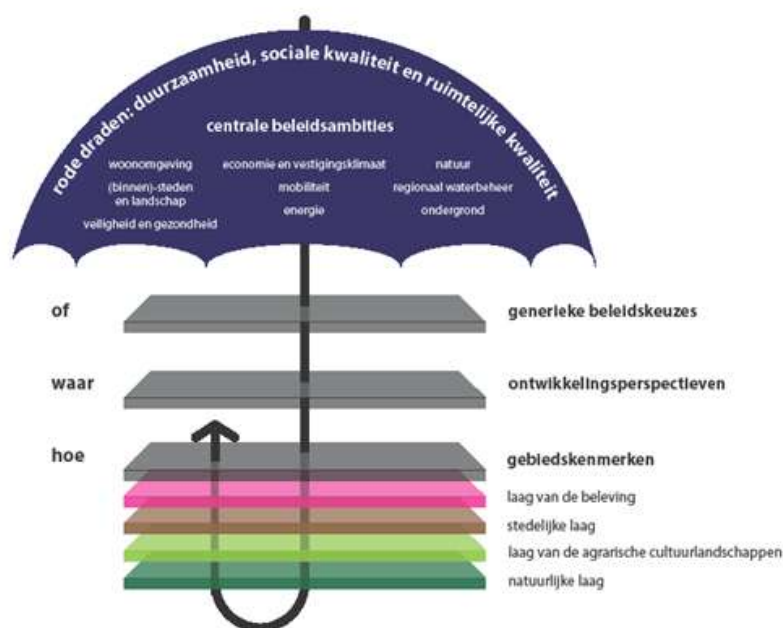 rode draden: duurzaamheid, sociale kwaliteit en ruimtelijke kwaliteit
centrale beleidsambities
woonomgeving
(binnen)-steden
en landschap
veiligheid en gezondheid
economie en vestigingsklimaat
mobiliteit
energie
natuur
regionaal waterbeheer
ondergrond
of
generieke beleidskeuzes
waar
ontwikkelingsperspectieven
hoe
gebiedskenmerken
laag van de beleving
stedelijke laag
laag van de agrarische cultuurlandschappen
natuurlijke laag